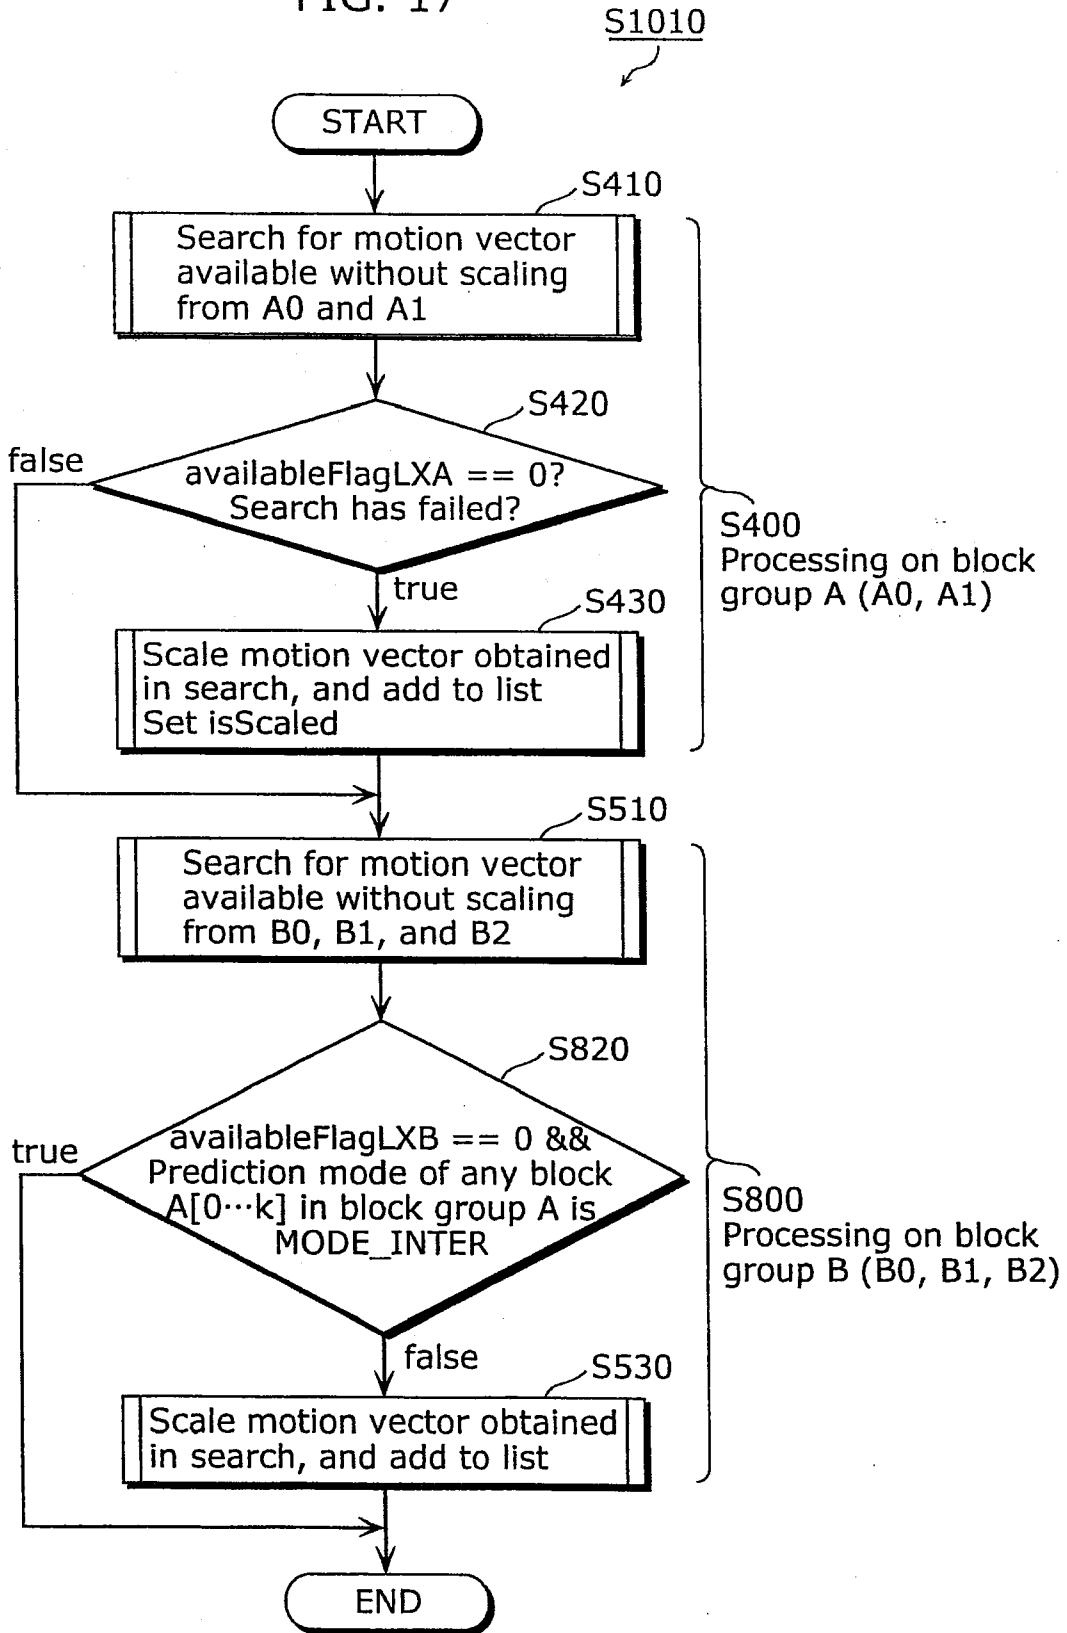 FIG. 17
S1010
START
S410
Search for motion vector
available without scaling
from A0 and A1
S420
false
availableFlagLXA == 0?
Search has failed?
true
S400
Processing on block
group A (A0, A1)
S430
Scale motion vector obtained
in search, and add to list
Set isScaled
S510
Search for motion vector
available without scaling
from B0, B1, and B2
S820
true
availableFlagLXB == 0 &&
Prediction mode of any block
A[0···k] in block group A is
MODE_INTER
S800
Processing on block
group B (B0, B1, B2)
false
S530
Scale motion vector obtained
in search, and add to list
END